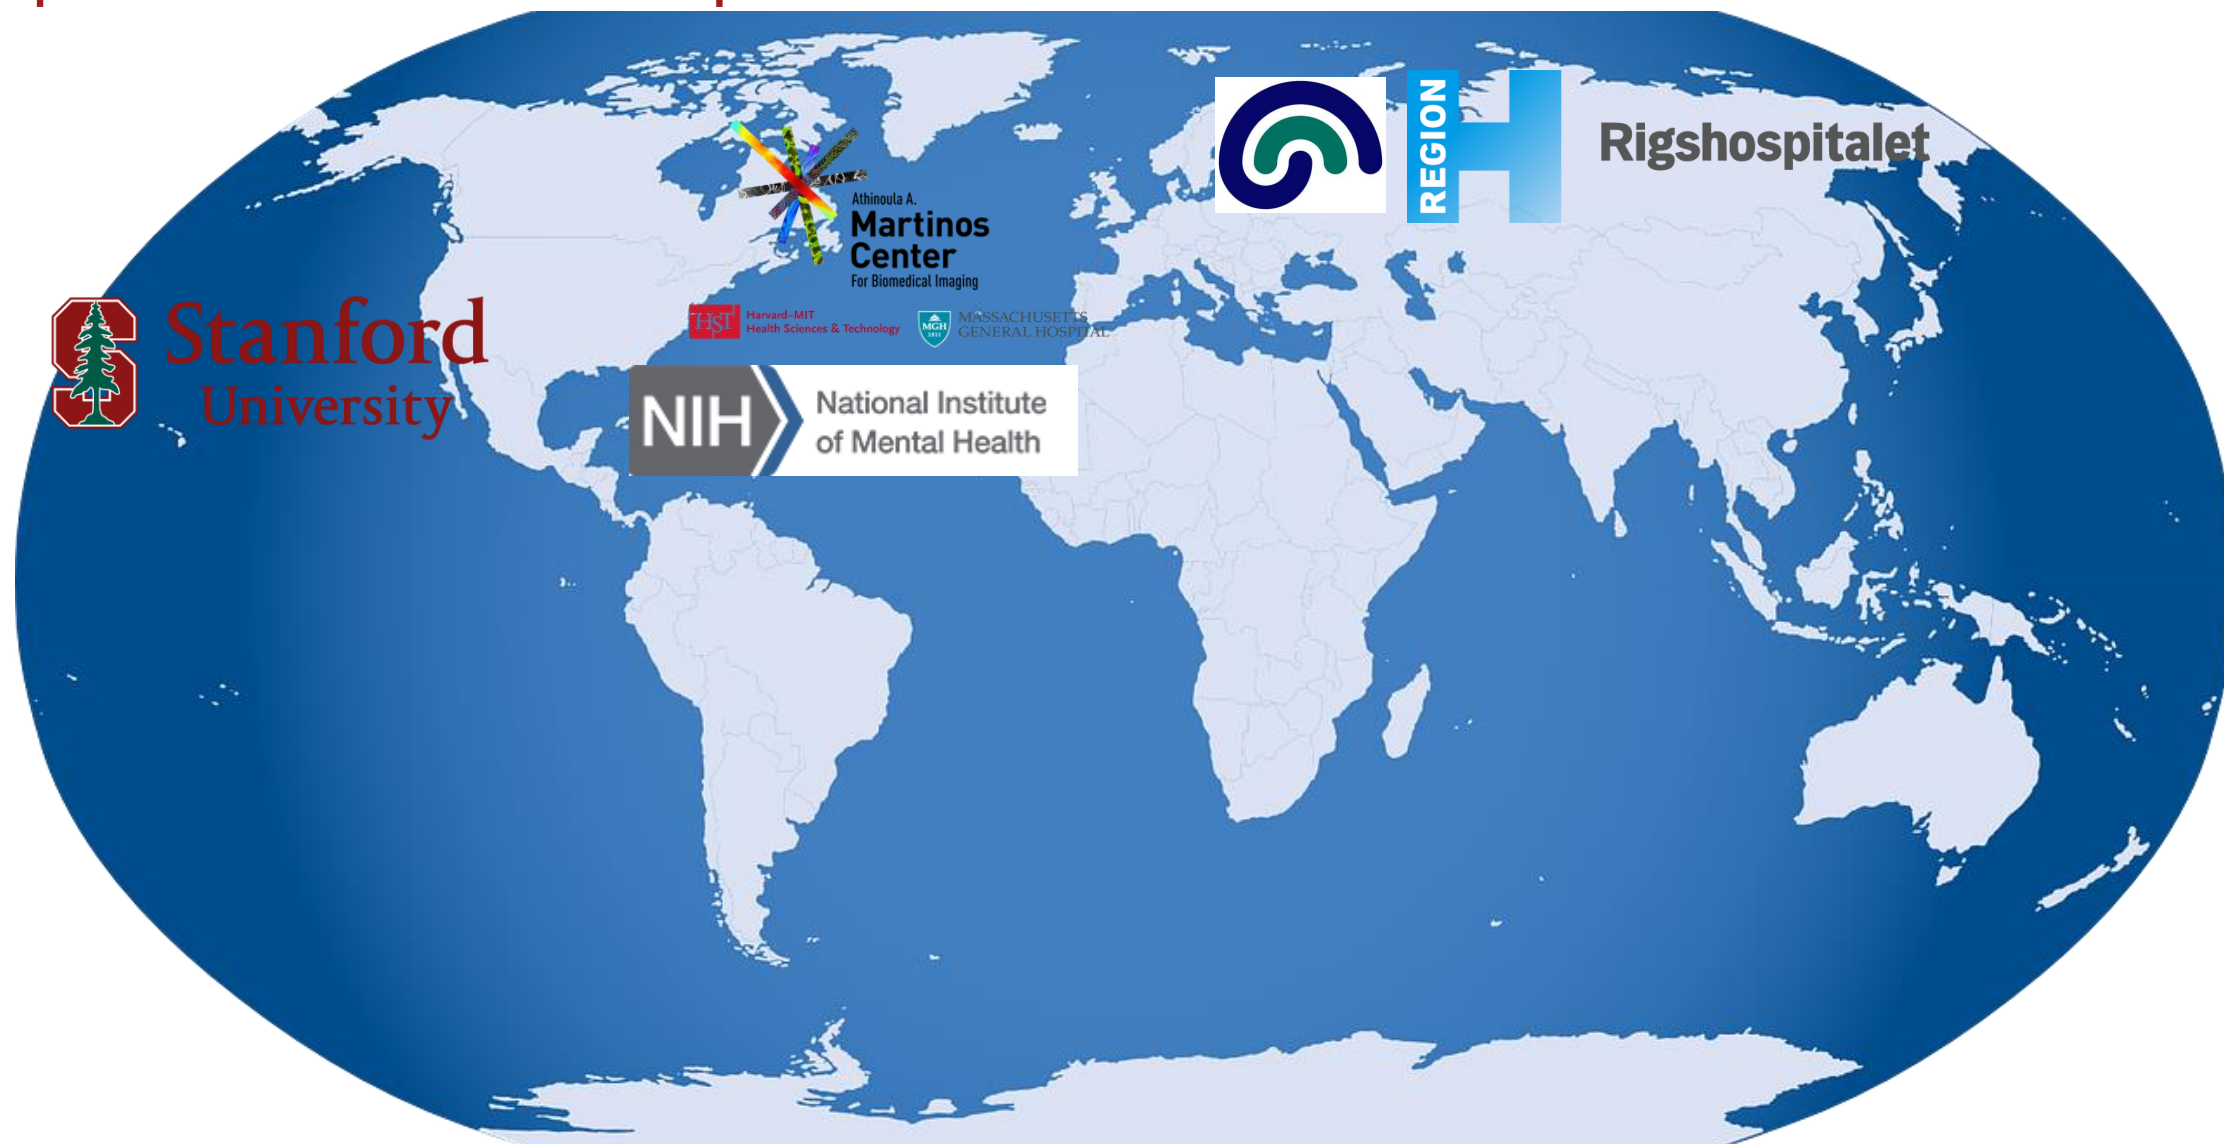 REGION
Rigshospitalet
Athinoula A.
Martinos
Center
For Biomedical Imaging
Stanford
University
HST
Harvard–MIT
Health Sciences & Technology
MGH
1811
MASSACHUSETTS
GENERAL HOSPITAL
NIH
National Institute
of Mental Health